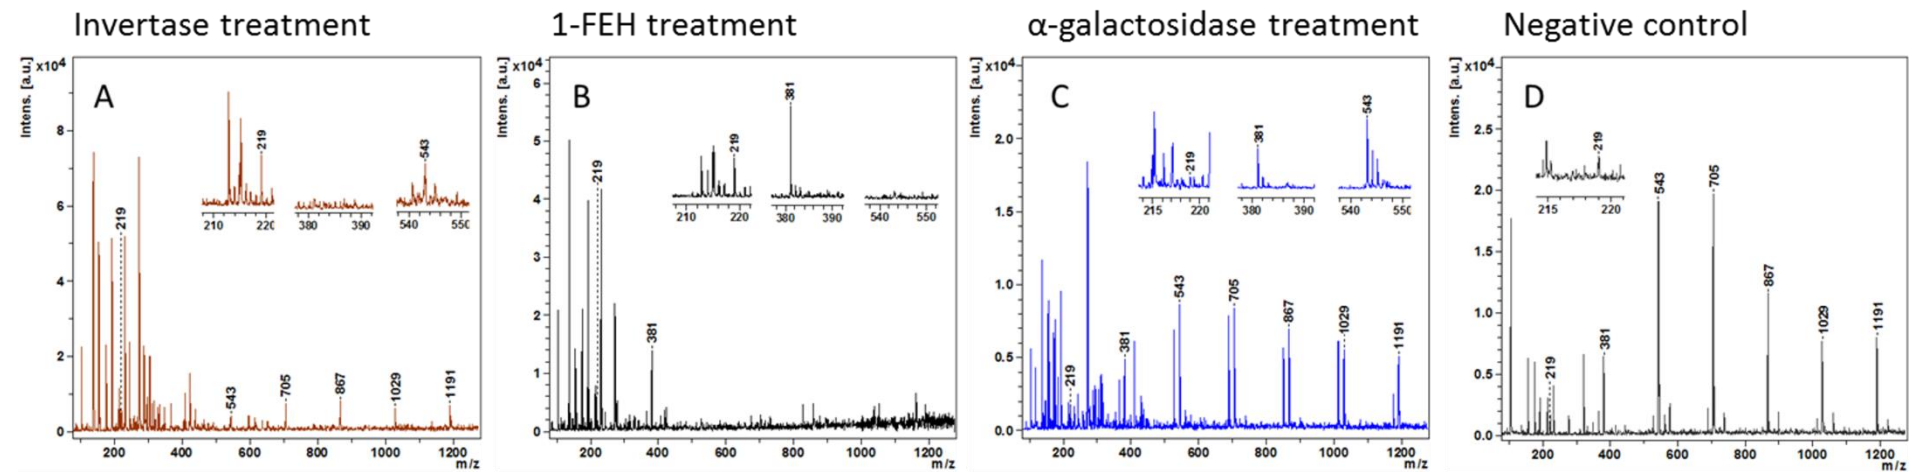 Invertase treatment
1-FEH treatment
α-galactosidase treatment
Negative control
Intens. [a.u.]
x10⁴
A
8
6
4
2
0
219
543
705
867
1029
1191
219
543
210 220
380 390
540 550
200 400 600 800 1000 1200
m/z
Intens. [a.u.]
x10⁴
B
6
5
4
3
2
1
0
219
381
219
381
210 220
380 390
540 550
200 400 600 800 1000 1200
m/z
Intens. [a.u.]
x10⁴
C
2.0
1.5
1.0
0.5
0.0
219
381
543
705
867
1029
1191
219
381
543
215 220
380 390
540 550
200 400 600 800 1000 1200
m/z
Intens. [a.u.]
x10⁴
D
2.5
2.0
1.5
1.0
0.5
0.0
219
381
543
705
867
1029
1191
219
215 220
200 400 600 800 1000 1200
m/z